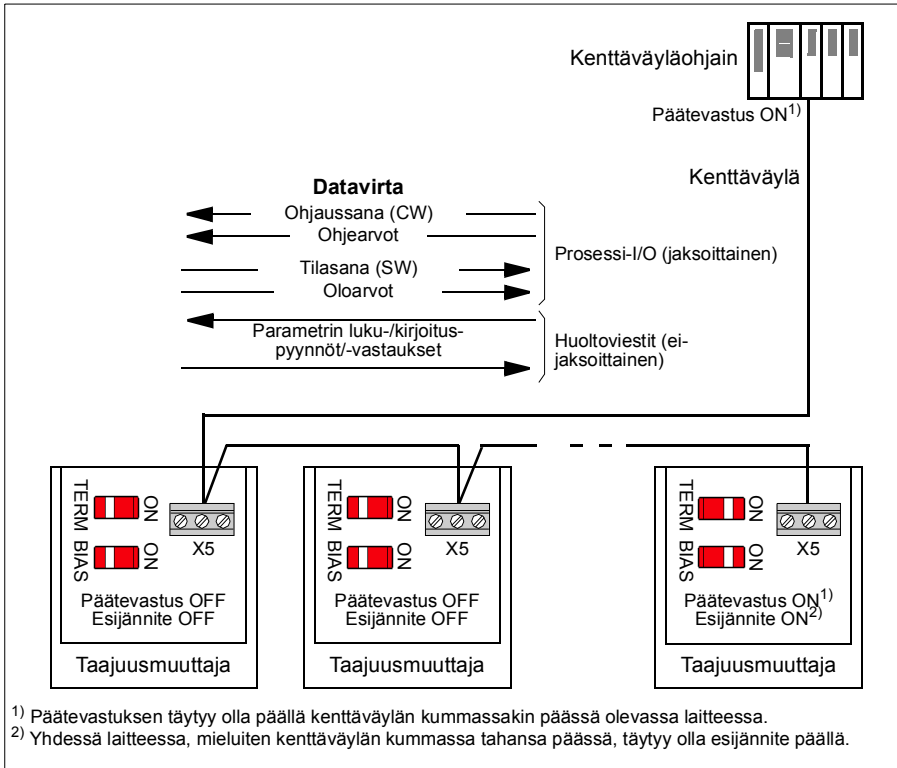 Kenttäväyläohjain
Päätevastus ON1)
Kenttäväylä
Datavirta
Ohjaussana (CW)
Ohjearvot
Tilasana (SW)
Oloarvot
Prosessi-I/O (jaksoittainen)
Parametrin luku-/kirjoitus-
pyynnöt/-vastaukset
Huoltoviestit (ei-
jaksoittainen)
TERM ON
BIAS ON
X5
Päätevastus OFF
Esijännite OFF
Taajuusmuuttaja
TERM ON
BIAS ON
X5
Päätevastus OFF
Esijännite OFF
Taajuusmuuttaja
TERM ON
BIAS ON
X5
Päätevastus ON1)
Esijännite ON2)
Taajuusmuuttaja
1) Päätevastuksen täytyy olla päällä kenttäväylän kummassakin päässä olevassa laitteessa.
2) Yhdessä laitteessa, mieluiten kenttäväylän kummassa tahansa päässä, täytyy olla esijännite päällä.